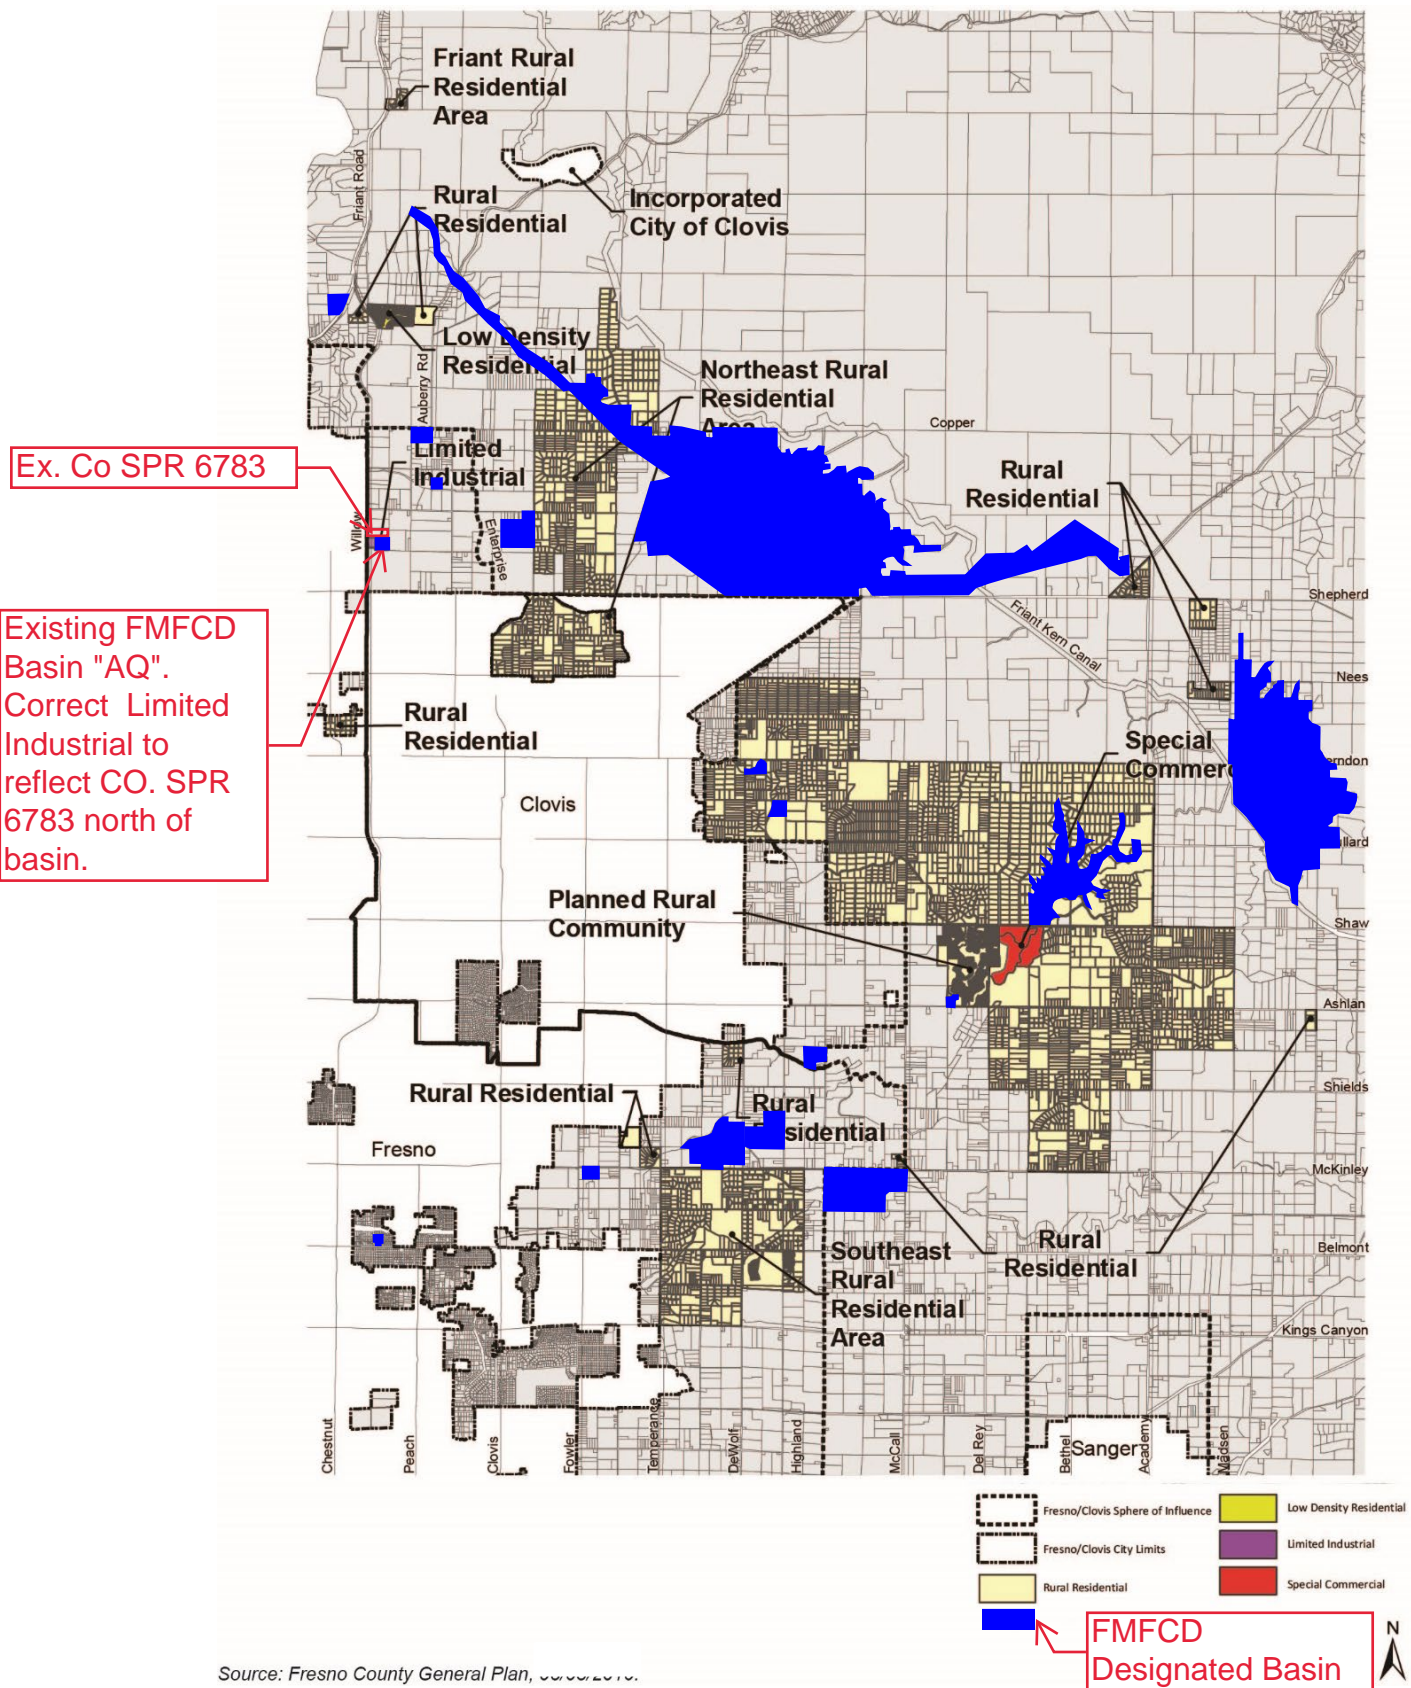 Friant Rural
Residential
Area
Friant Road
Rural
Residential
Incorporated
City of Clovis
Low Density
Residential
Auberry Rd
Northeast Rural
Residential
Area
Copper
Ex. Co SPR 6783
Limited
Industrial
Rural
Residential
Willow
Enterprise
Shepherd
Friant Kern Canal
Existing FMFCD
Basin "AQ".
Correct Limited
Industrial to
reflect CO. SPR
6783 north of
basin.
Nees
Rural
Residential
Special
Commerc
erndon
Clovis
ullard
Planned Rural
Community
Shaw
Ashlan
Rural Residential
Rural
Residential
Shields
Fresno
McKinley
Southeast
Rural
Residential
Area
Rural
Residential
Belmont
Kings Canyon
Chestnut
Peach
Clovis
Fowler
Temperance
DeWolf
Highland
McCall
Del Rey
Bethel
Sanger
Academy
Madsen
Fresno/Clovis Sphere of Influence
Low Density Residential
Fresno/Clovis City Limits
Limited Industrial
Rural Residential
Special Commercial
FMFCD
Designated Basin
N
Source: Fresno County General Plan,